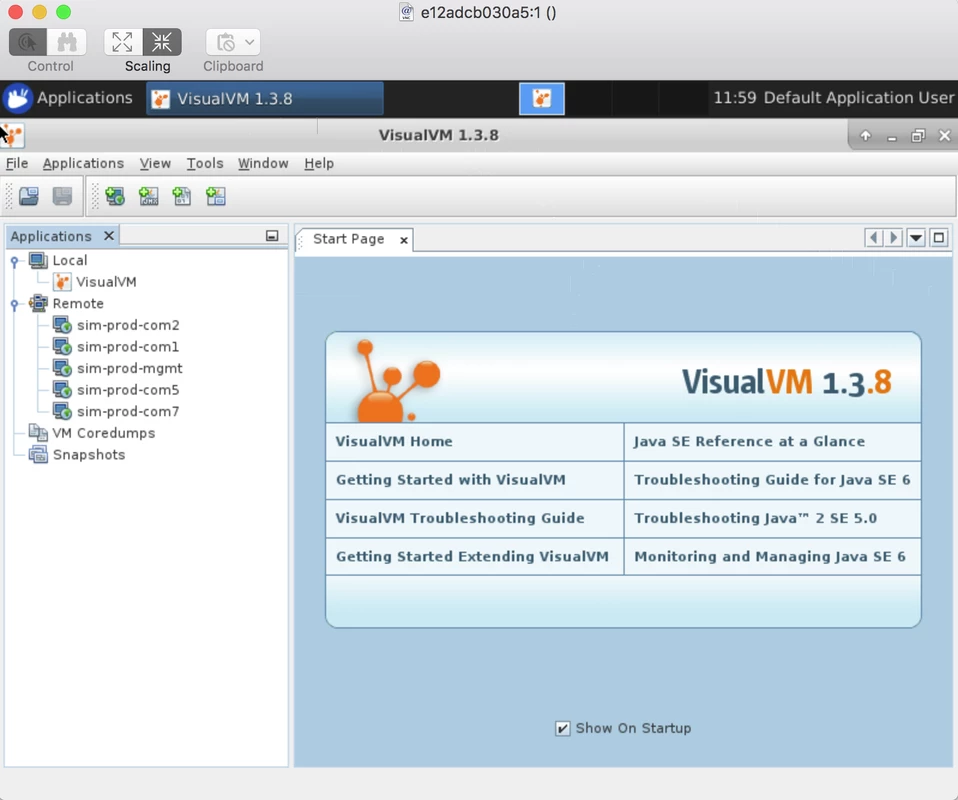 e12adcb030a5:1 ()
Control
Scaling
Clipboard
Applications
VisualVM 1.3.8
11:59 Default Application User
VisualVM 1.3.8
File Applications View Tools Window Help
Applications
Start Page
Local
VisualVM
Remote
sim-prod-com2
sim-prod-com1
sim-prod-mgmt
sim-prod-com5
sim-prod-com7
VM Coredumps
Snapshots
VisualVM 1.3.8
VisualVM Home
Java SE Reference at a Glance
Getting Started with VisualVM
Troubleshooting Guide for Java SE 6
VisualVM Troubleshooting Guide
Troubleshooting Java™ 2 SE 5.0
Getting Started Extending VisualVM
Monitoring and Managing Java SE 6
Show On Startup